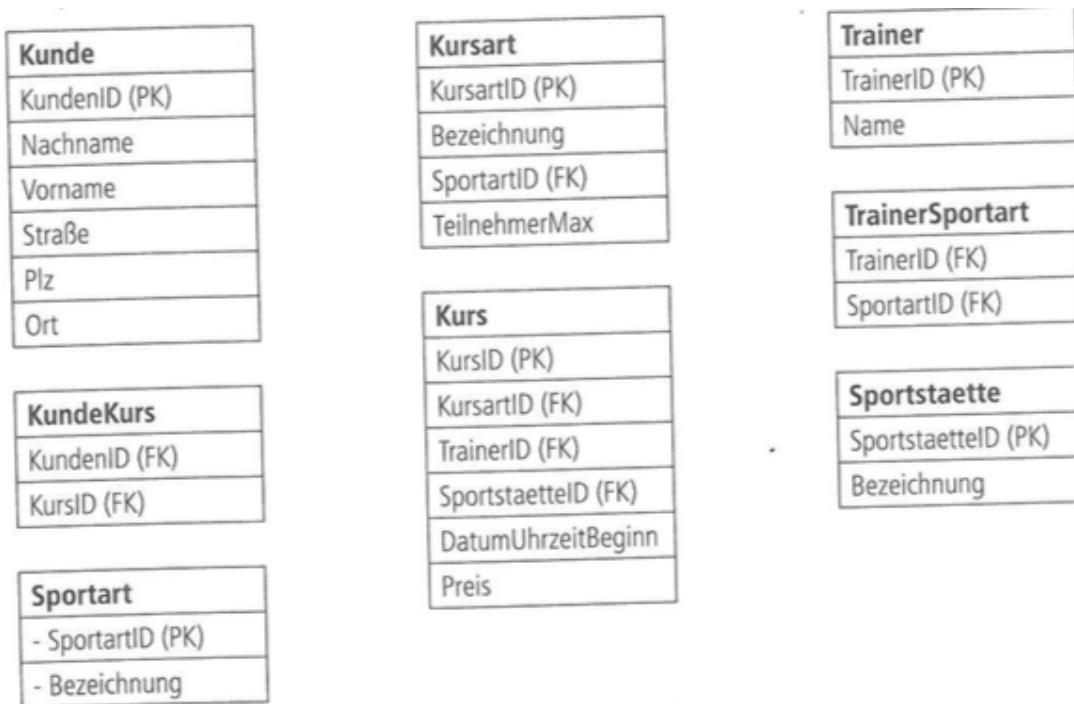 Kunde
KundenID (PK)
Nachname
Vorname
Straße
Plz
Ort
KundeKurs
KundenID (FK)
KursID (FK)
Sportart
- SportartID (PK)
- Bezeichnung
Kursart
KursartID (PK)
Bezeichnung
SportartID (FK)
TeilnehmerMax
Kurs
KursID (PK)
KursartID (FK)
TrainerID (FK)
SportstaetteID (FK)
DatumUhrzeitBeginn
Preis
Trainer
TrainerID (PK)
Name
TrainerSportart
TrainerID (FK)
SportartID (FK)
Sportstaette
SportstaetteID (PK)
Bezeichnung